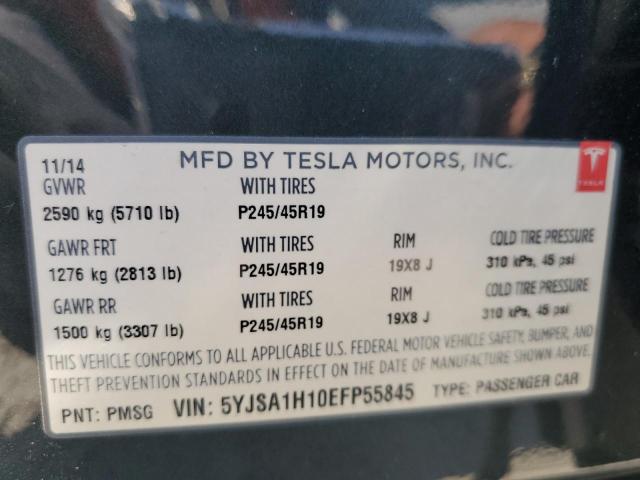 11/14 MFD BY TESLA MOTORS, INC.
TESLA
GVWR WITH TIRES
2590 kg (5710 lb) P245/45R19
GAWR FRT WITH TIRES RIM COLD TIRE PRESSURE
1276 kg (2813 lb) P245/45R19 19X8 J 310 kPa, 45 psi
GAWR RR WITH TIRES RIM COLD TIRE PRESSURE
1500 kg (3307 lb) P245/45R19 19X8 J 310 kPa, 45 psi
THIS VEHICLE CONFORMS TO ALL APPLICABLE U.S. FEDERAL MOTOR VEHICLE SAFETY, BUMPER, AND
THEFT PREVENTION STANDARDS IN EFFECT ON THE DATE OF MANUFACTURE SHOWN ABOVE.
PNT: PMSG VIN: 5YJSA1H10EFP55845 TYPE: PASSENGER CAR